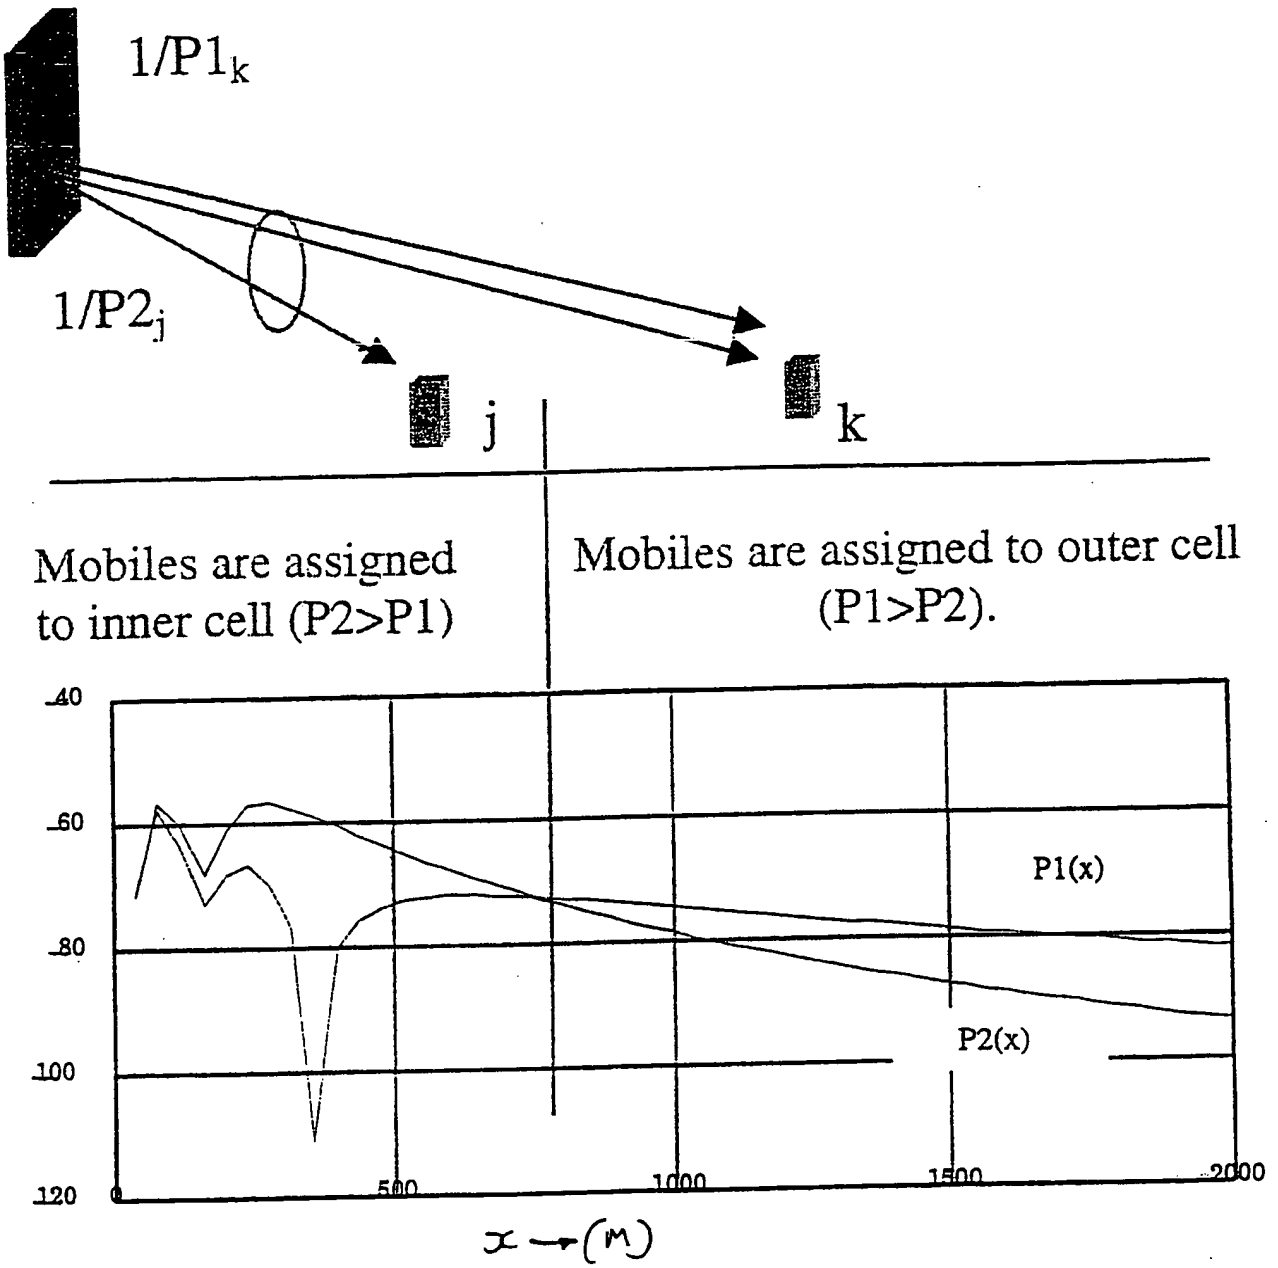 1/P1k
1/P2j
j
k
Mobiles are assigned
to inner cell (P2>P1)
Mobiles are assigned to outer cell
(P1>P2).
-40
-60
-80
-100
-120
P1(x)
P2(x)
0
500
1000
1500
2000
x → (M)